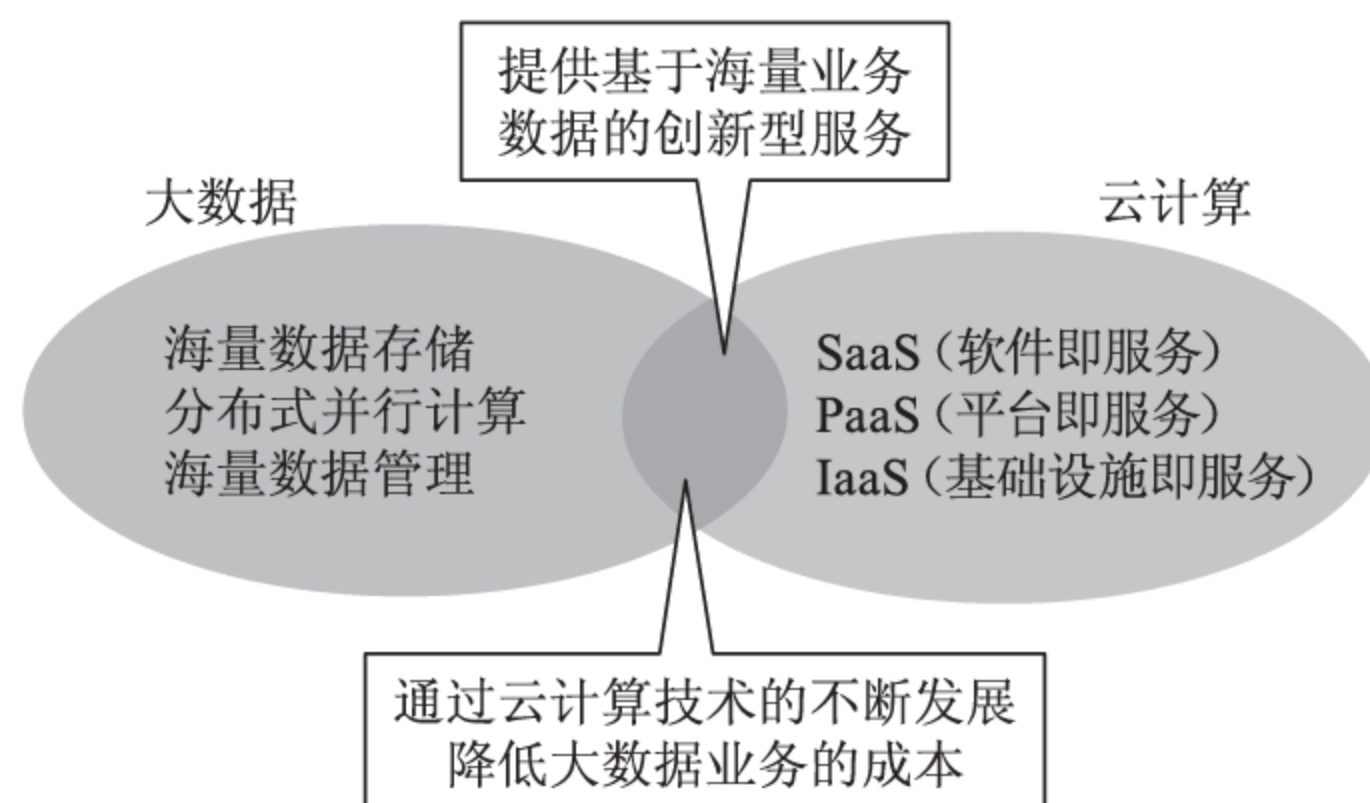 提供基于海量业务
数据的创新型服务
大数据
云计算
海量数据存储
分布式并行计算
海量数据管理
SaaS（软件即服务）
PaaS（平台即服务）
IaaS（基础设施即服务）
通过云计算技术的不断发展
降低大数据业务的成本